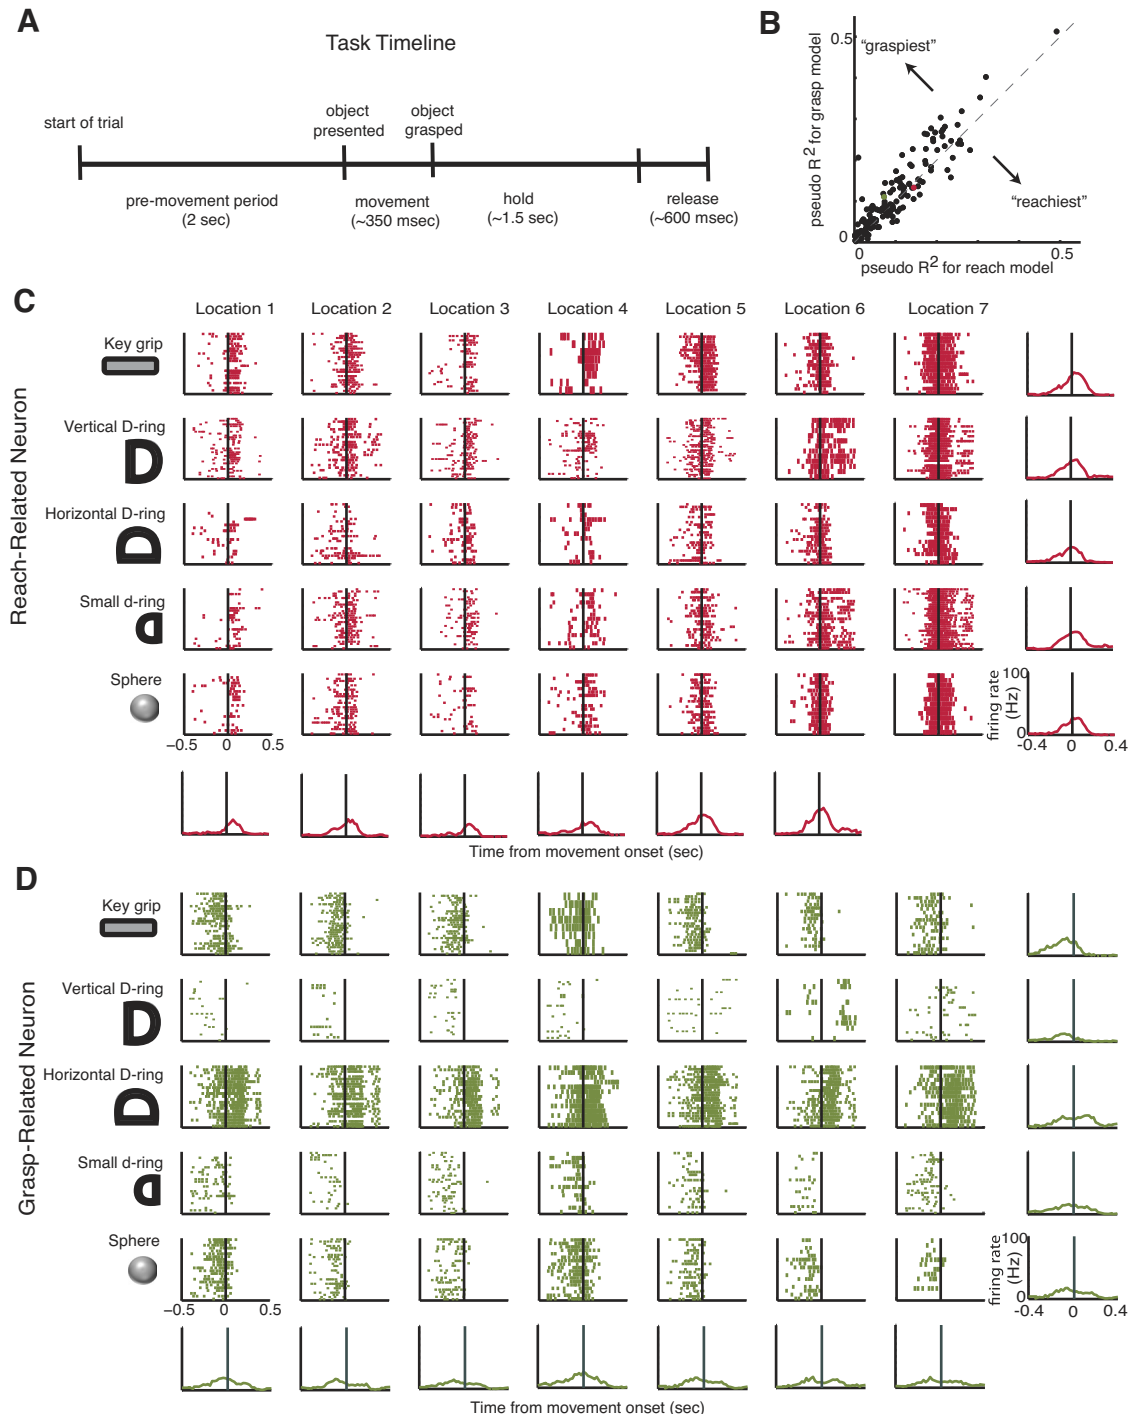 A
Task Timeline
start of trial
object
presented
object
grasped
pre-movement period
(2 sec)
movement
(~350 msec)
hold
(~1.5 sec)
release
(~600 msec)
B
0.5
"graspiest"
"reachiest"
pseudo R2 for grasp model
0
0
0.5
pseudo R2 for reach model
C
Location 1
Location 2
Location 3
Location 4
Location 5
Location 6
Location 7
Reach-Related Neuron
Key grip
Vertical D-ring
Horizontal D-ring
Small d-ring
Sphere
−0.5
0
0.5
firing rate
(Hz)
100
0
-0.4
0
0.4
Time from movement onset (sec)
D
Grasp-Related Neuron
Key grip
Vertical D-ring
Horizontal D-ring
Small d-ring
Sphere
−0.5
0
0.5
firing rate
(Hz)
100
0
-0.4
0
0.4
Time from movement onset (sec)